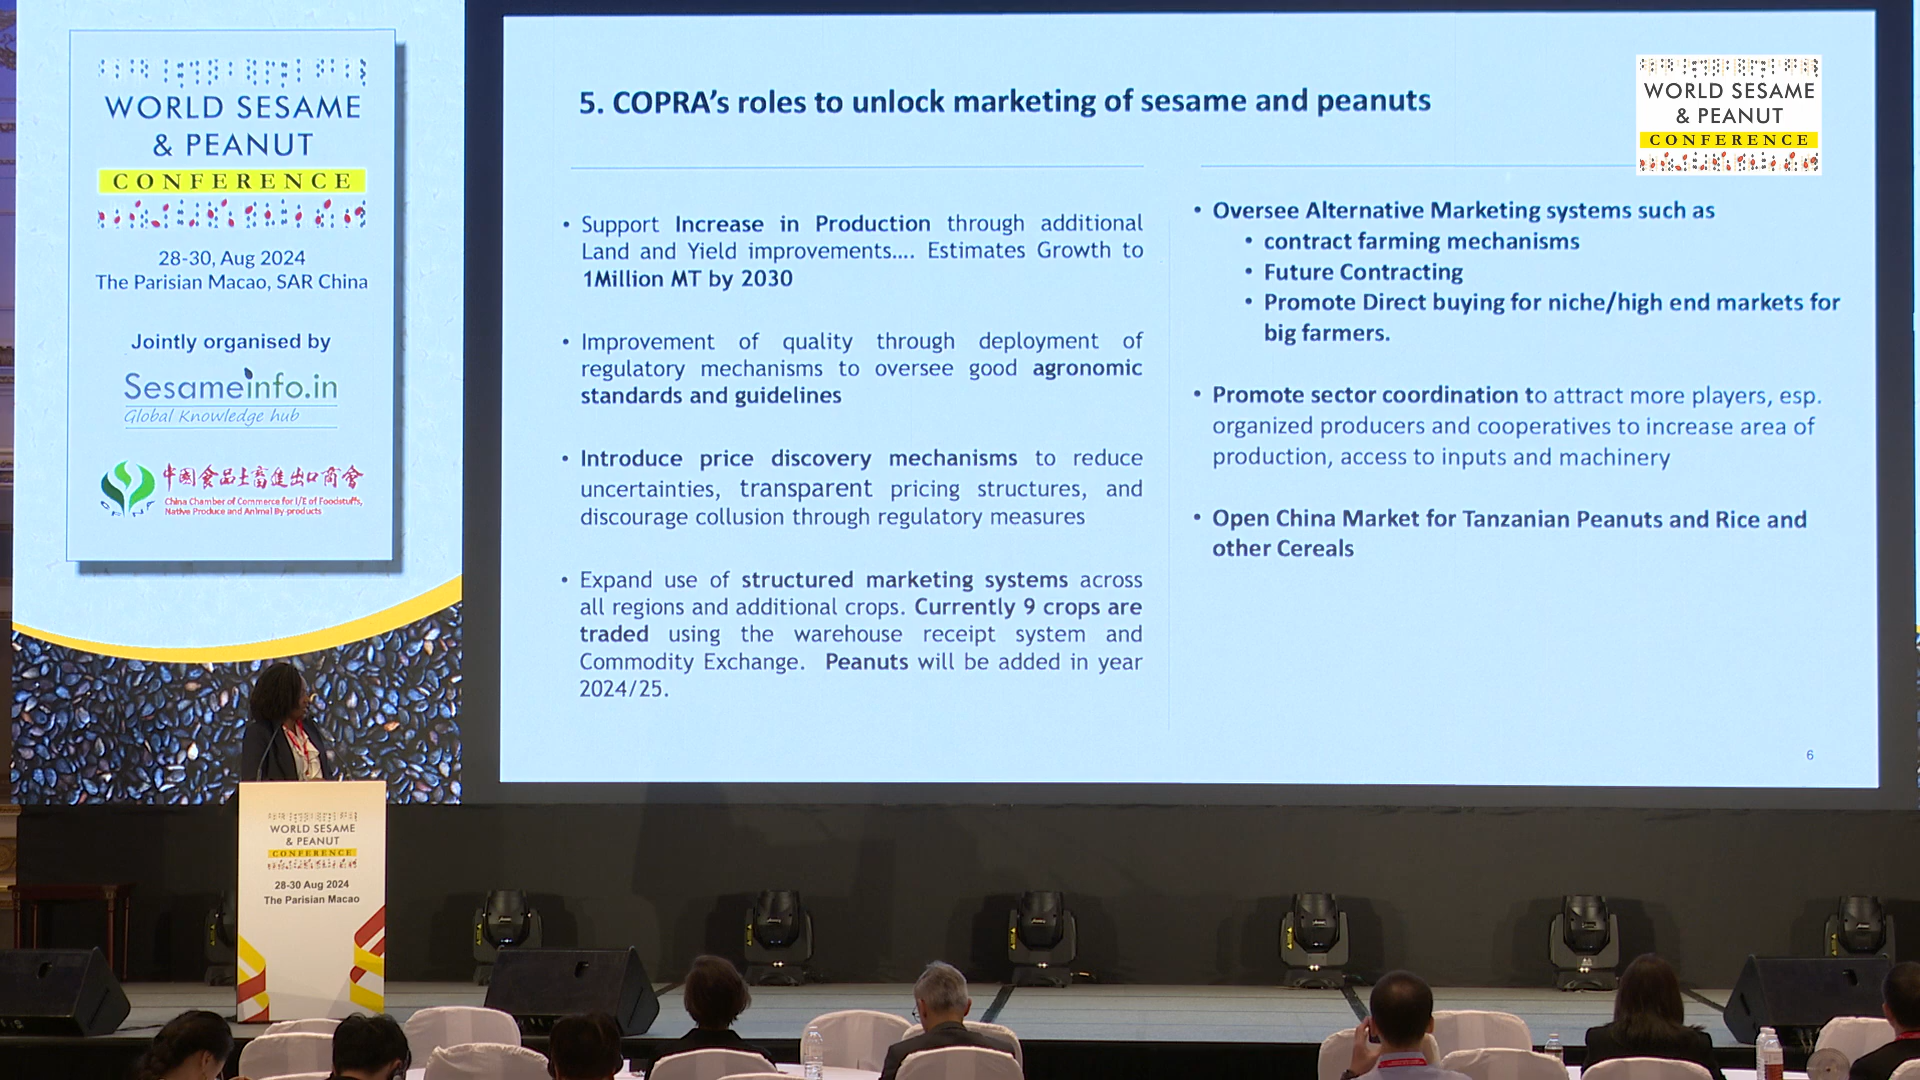 WORLD SESAME
& PEANUT
CONFERENCE
28-30, Aug 2024
The Parisian Macao, SAR China
Jointly organised by
Sesameinfo.in
Global Knowledge hub
中國食品土畜進出口商會
China Chamber of Commerce for I/E of Foodstuffs,
Native Produce and Animal By-products
5. COPRA’s roles to unlock marketing of sesame and peanuts
WORLD SESAME
& PEANUT
CONFERENCE
• Support Increase in Production through additional
Land and Yield improvements.... Estimates Growth to
1Million MT by 2030
• Improvement of quality through deployment of
regulatory mechanisms to oversee good agronomic
standards and guidelines
• Introduce price discovery mechanisms to reduce
uncertainties, transparent pricing structures, and
discourage collusion through regulatory measures
• Expand use of structured marketing systems across
all regions and additional crops. Currently 9 crops are
traded using the warehouse receipt system and
Commodity Exchange. Peanuts will be added in year
2024/25.
• Oversee Alternative Marketing systems such as
• contract farming mechanisms
• Future Contracting
• Promote Direct buying for niche/high end markets for
big farmers.
• Promote sector coordination to attract more players, esp.
organized producers and cooperatives to increase area of
production, access to inputs and machinery
• Open China Market for Tanzanian Peanuts and Rice and
other Cereals
6
WORLD SESAME
& PEANUT
CONFERENCE
28-30 Aug 2024
The Parisian Macao